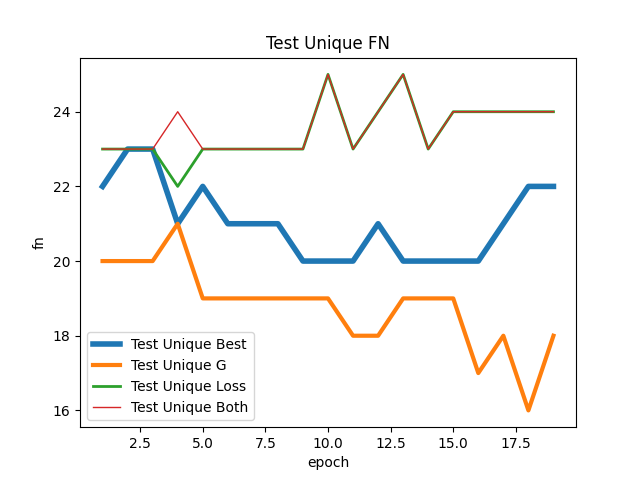 Test Unique FN
fn
24
22
20
18
16
Test Unique Best
Test Unique G
Test Unique Loss
Test Unique Both
2.5 5.0 7.5 10.0 12.5 15.0 17.5
epoch